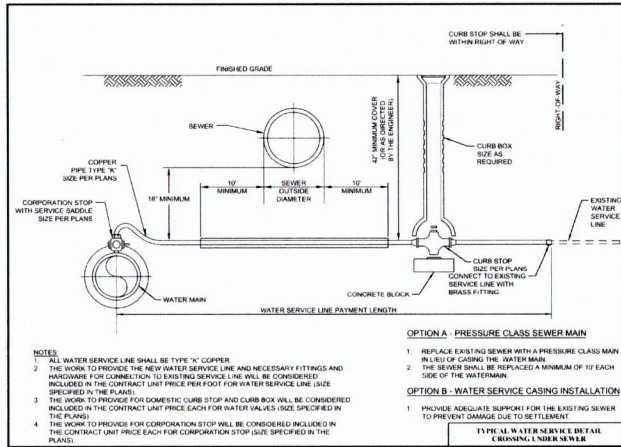 CURB STOP SHALL BE
WITHIN RIGHT-OF-WAY
FINISHED GRADE
RIGHT-OF-WAY
SEWER
42" MINIMUM COVER
(OR AS DIRECTED
BY THE ENGINEER)
CURB BOX
SIZE AS
REQUIRED
COPPER
PIPE TYPE "K"
SIZE PER PLANS
18" MINIMUM
10'
MINIMUM
SEWER
OUTSIDE
DIAMETER
10'
MINIMUM
CORPORATION STOP
WITH SERVICE SADDLE
SIZE PER PLANS
EXISTING
WATER
SERVICE
LINE
CURB STOP
SIZE PER PLANS
CONNECT TO EXISTING
SERVICE LINE WITH
BRASS FITTING.
CONCRETE BLOCK
WATER MAIN
WATER SERVICE LINE PAYMENT LENGTH
NOTES:
1. ALL WATER SERVICE LINE SHALL BE TYPE "K" COPPER.
2. THE WORK TO PROVIDE THE NEW WATER SERVICE LINE AND NECESSARY FITTINGS AND
HARDWARE FOR CONNECTION TO EXISTING SERVICE LINE WILL BE CONSIDERED
INCLUDED IN THE CONTRACT UNIT PRICE PER FOOT FOR WATER SERVICE LINE (SIZE
SPECIFIED IN THE PLANS).
3. THE WORK TO PROVIDE FOR DOMESTIC CURB STOP AND CURB BOX WILL BE CONSIDERED
INCLUDED IN THE CONTRACT UNIT PRICE EACH FOR WATER VALVES (SIZE SPECIFIED IN
THE PLANS).
4. THE WORK TO PROVIDE FOR CORPORATION STOP WILL BE CONSIDERED INCLUDED IN
THE CONTRACT UNIT PRICE EACH FOR CORPORATION STOP (SIZE SPECIFIED IN THE
PLANS).
OPTION A - PRESSURE CLASS SEWER MAIN
1. REPLACE EXISTING SEWER WITH A PRESSURE CLASS MAIN
IN LIEU OF CASING THE WATER MAIN.
2. THE SEWER SHALL BE REPLACED A MINIMUM OF 10' EACH
SIDE OF THE WATERMAIN.
OPTION B - WATER SERVICE CASING INSTALLATION
1 PROVIDE ADEQUATE SUPPORT FOR THE EXISTING SEWER
TO PREVENT DAMAGE DUE TO SETTLEMENT.
TYPICAL WATER SERVICE DETAIL
CROSSING UNDER SEWER